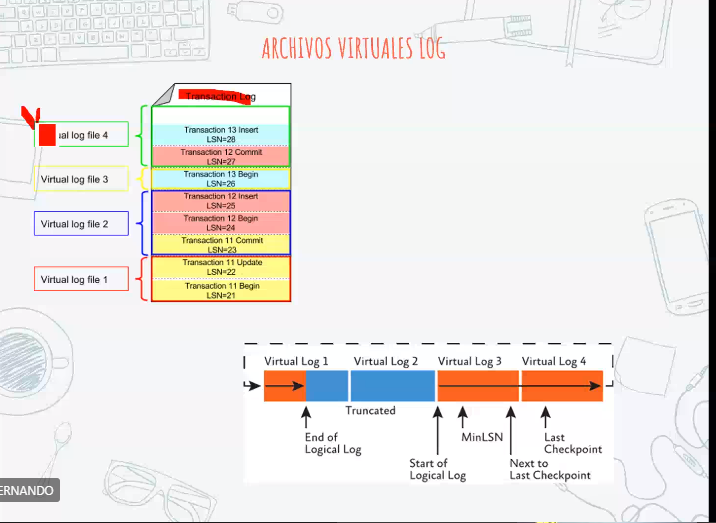 ARCHIVOS VIRTUALES LOG
Transaction Log
Transaction 13 Insert
LSN=28
Transaction 12 Commit
LSN=27
ual log file 4
Transaction 13 Begin
LSN=26
Virtual log file 3
Transaction 12 Insert
LSN=25
Transaction 12 Begin
LSN=24
Transaction 11 Commit
LSN=23
Virtual log file 2
Transaction 11 Update
LSN=22
Transaction 11 Begin
LSN=21
Virtual log file 1
Virtual Log 1 Virtual Log 2 Virtual Log 3 Virtual Log 4
Truncated
End of
Logical Log
Start of
Logical Log
MinLSN
Next to
Last Checkpoint
Last
Checkpoint
ERNANDO